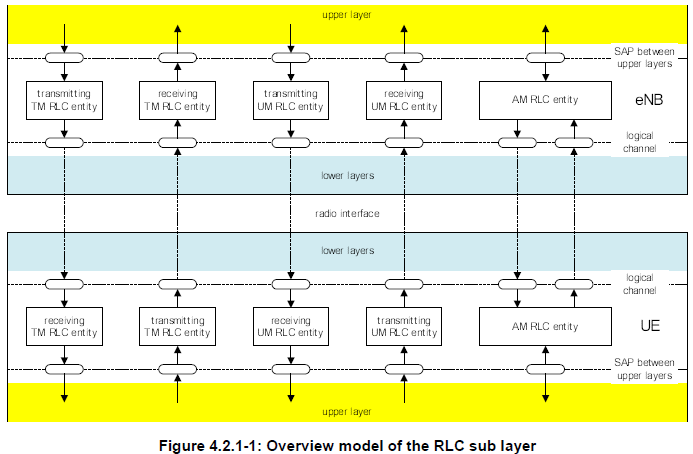 upper layer
SAP between
upper layers
transmitting
TM RLC entity
receiving
TM RLC entity
transmitting
UM RLC entity
receiving
UM RLC entity
AM RLC entity
eNB
logical
channel
lower layers
radio interface
lower layers
logical
channel
receiving
TM RLC entity
transmitting
TM RLC entity
receiving
UM RLC entity
transmitting
UM RLC entity
AM RLC entity
UE
SAP between
upper layers
upper layer
Figure 4.2.1-1: Overview model of the RLC sub layer